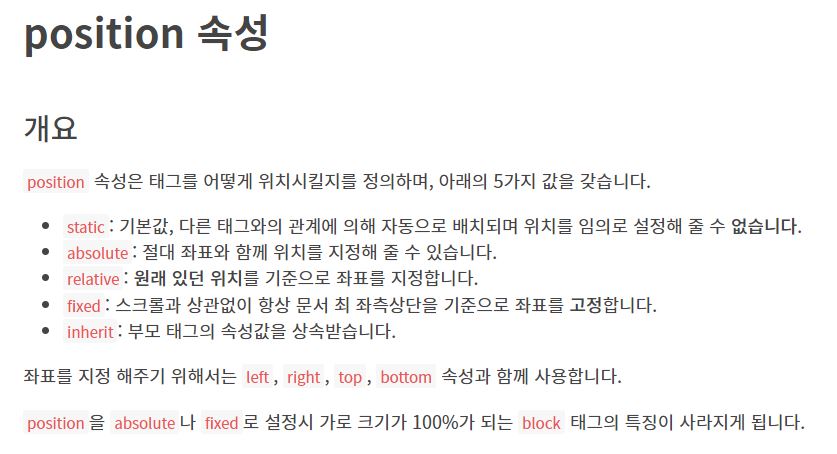 position 속성
개요
position 속성은 태그를 어떻게 위치시킬지를 정의하며, 아래의 5가지 값을 갖습니다.
static : 기본값, 다른 태그와의 관계에 의해 자동으로 배치되며 위치를 임의로 설정해 줄 수 없습니다.
absolute : 절대 좌표와 함께 위치를 지정해 줄 수 있습니다.
relative : 원래 있던 위치를 기준으로 좌표를 지정합니다.
fixed : 스크롤과 상관없이 항상 문서 최 좌측상단을 기준으로 좌표를 고정합니다.
inherit : 부모 태그의 속성값을 상속받습니다.
좌표를 지정 해주기 위해서는 left , right , top , bottom 속성과 함께 사용합니다.
position 을 absolute 나 fixed 로 설정시 가로 크기가 100%가 되는 block 태그의 특징이 사라지게 됩니다.